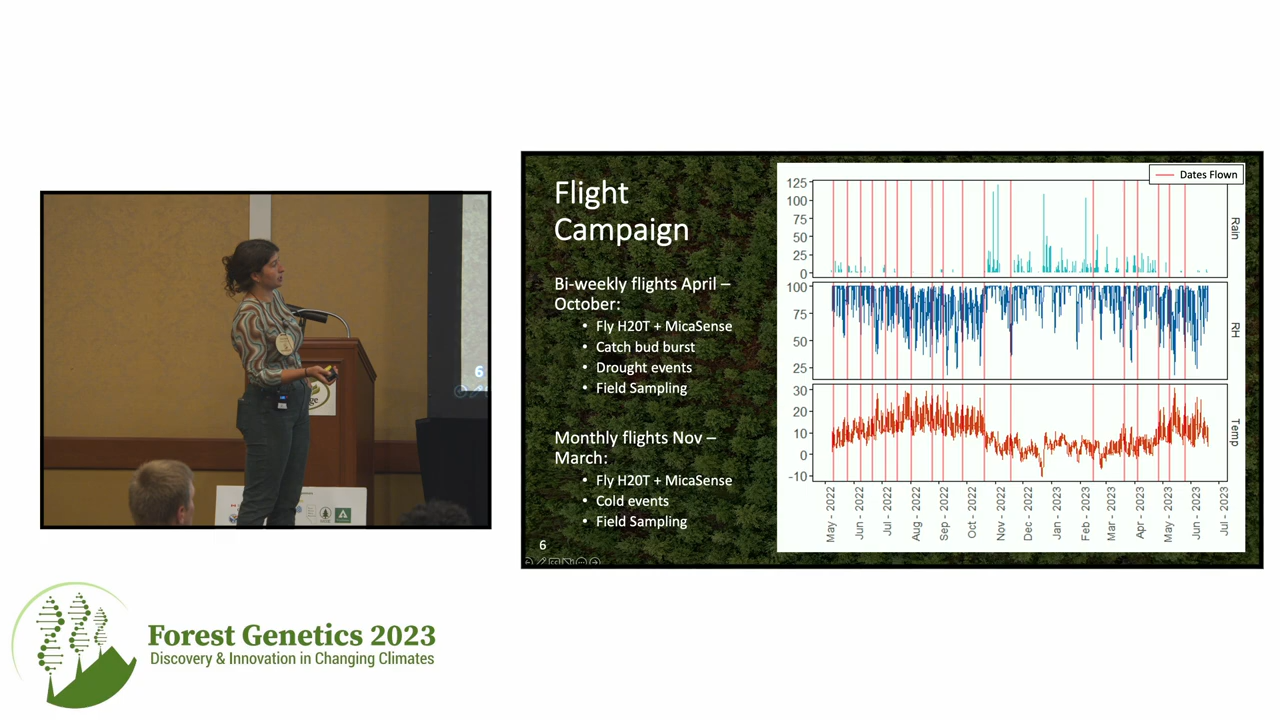 Flight
Campaign
Bi-weekly flights April –
October:
• Fly H20T + MicaSense
• Catch bud burst
• Drought events
• Field Sampling
Monthly flights Nov –
March:
• Fly H20T + MicaSense
• Cold events
• Field Sampling
6
Dates Flown
125
100
75
50
25
0
Rain
100
75
50
25
RH
30
20
10
0
-10
Temp
May - 2022
Jun - 2022
Jul - 2022
Aug - 2022
Sep - 2022
Oct - 2022
Nov - 2022
Dec - 2022
Jan - 2023
Feb - 2023
Mar - 2023
Apr - 2023
May - 2023
Jun - 2023
Jul - 2023
6
Forest Genetics 2023
Discovery & Innovation in Changing Climates